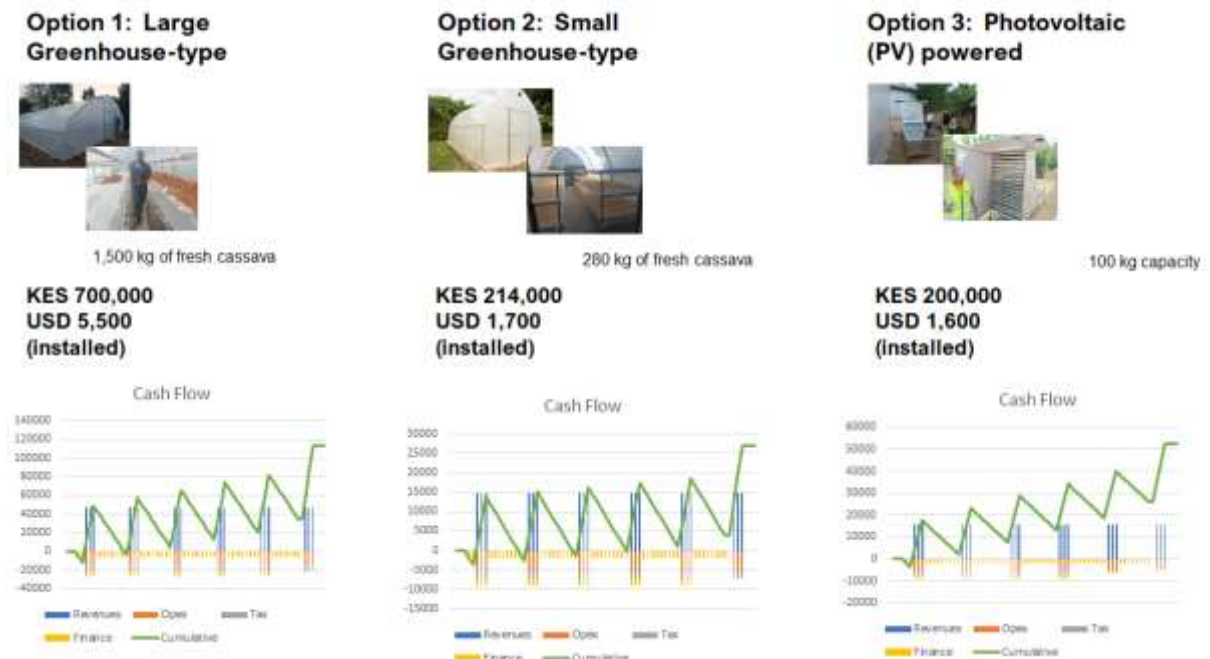 Option 1: Large
Greenhouse-type
1,500 kg of fresh cassava
KES 700,000
USD 5,500
(installed)
Cash Flow
140000
120000
100000
80000
60000
40000
20000
0
-20000
-40000
Revenues Opex Tax
Finance Cumulative
Option 2: Small
Greenhouse-type
280 kg of fresh cassava
KES 214,000
USD 1,700
(installed)
Cash Flow
30000
25000
20000
15000
10000
5000
0
-5000
-10000
-15000
Revenues Opex Tax
Finance Cumulative
Option 3: Photovoltaic
(PV) powered
100 kg capacity
KES 200,000
USD 1,600
(installed)
Cash Flow
60000
50000
40000
30000
20000
10000
0
-10000
-20000
Revenues Opex Tax
Finance Cumulative